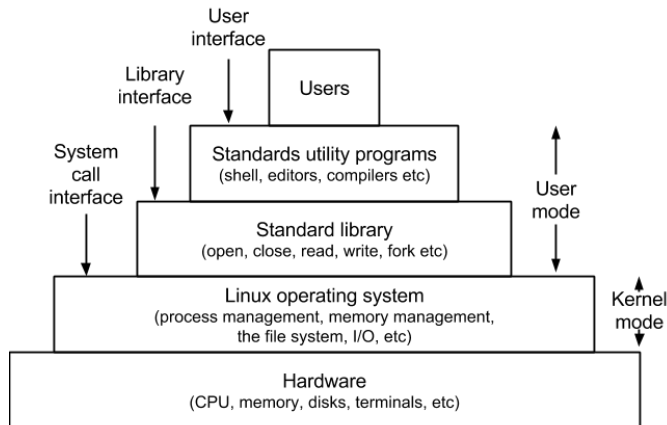 User
interface
Library
interface
Users
System
call
interface
Standards utility programs
(shell, editors, compilers etc)
User
mode
Standard library
(open, close, read, write, fork etc)
Linux operating system
(process management, memory management,
the file system, I/O, etc)
Kernel
mode
Hardware
(CPU, memory, disks, terminals, etc)